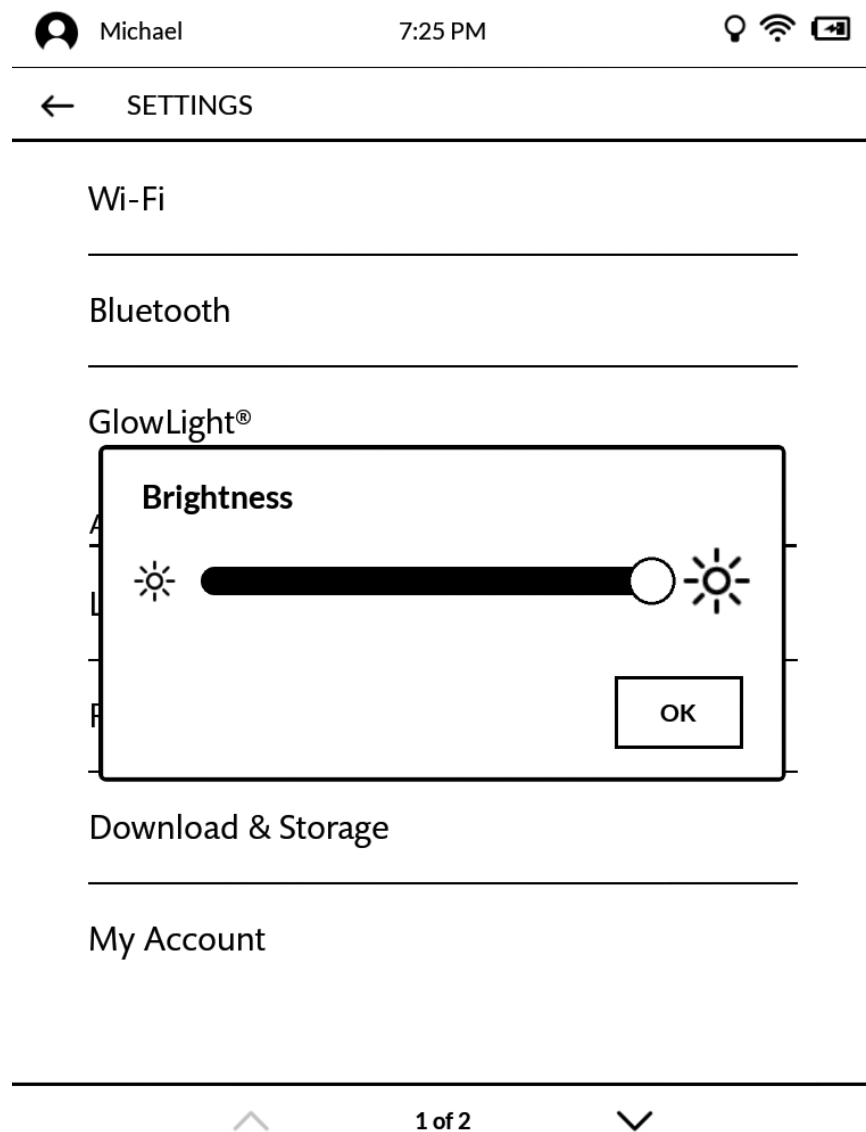 Michael 7:25 PM
SETTINGS
Wi-Fi
Bluetooth
GlowLight®
Brightness
OK
Download & Storage
My Account
1 of 2